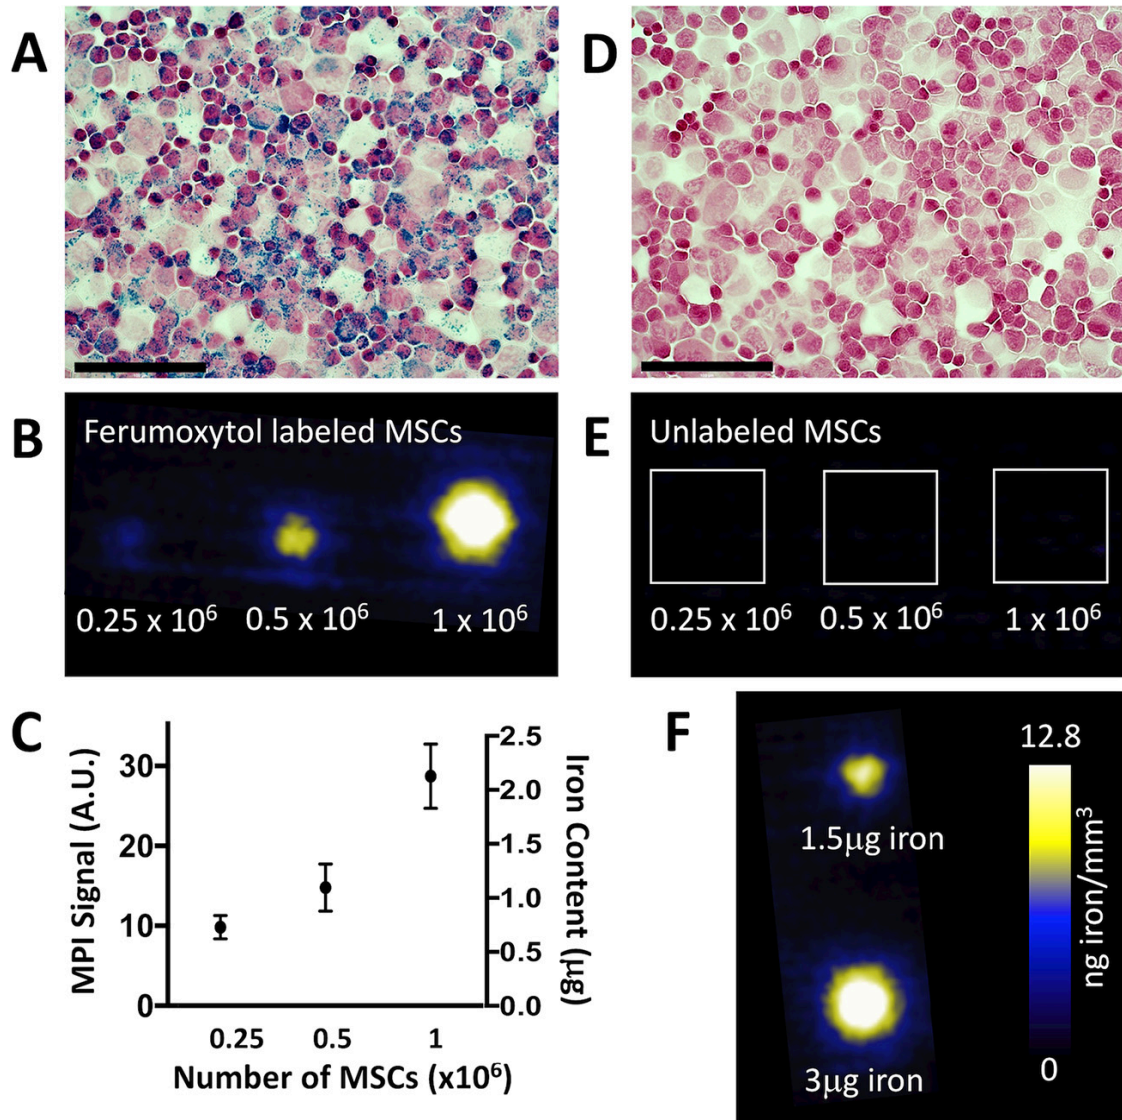 A
D
B
Ferumoxytol labeled MSCs
0.25 x 10⁶
0.5 x 10⁶
1 x 10⁶
E
Unlabeled MSCs
0.25 x 10⁶
0.5 x 10⁶
1 x 10⁶
C
MPI Signal (A.U.)
30
20
10
0
2.5
2.0
1.5
1.0
0.5
0.0
Iron Content (μg)
0.25
0.5
1
Number of MSCs (x10⁶)
F
1.5μg iron
3μg iron
12.8
ng iron/mm³
0